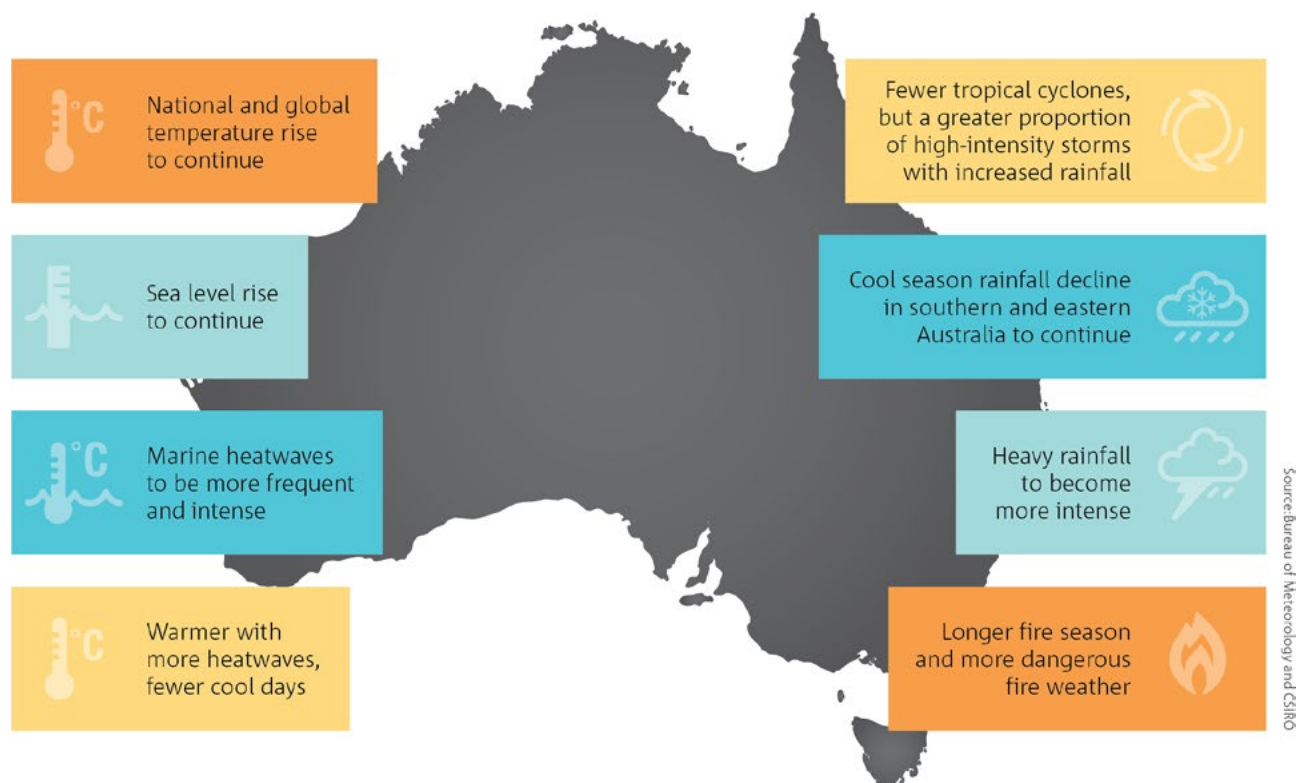 °C
National and global
temperature rise
to continue
Sea level rise
to continue
°C
Marine heatwaves
to be more frequent
and intense
°C
Warmer with
more heatwaves,
fewer cool days
Fewer tropical cyclones,
but a greater proportion
of high-intensity storms
with increased rainfall
Cool season rainfall decline
in southern and eastern
Australia to continue
Heavy rainfall
to become
more intense
Longer fire season
and more dangerous
fire weather
Source:Bureau of Meteorology and CSIRO